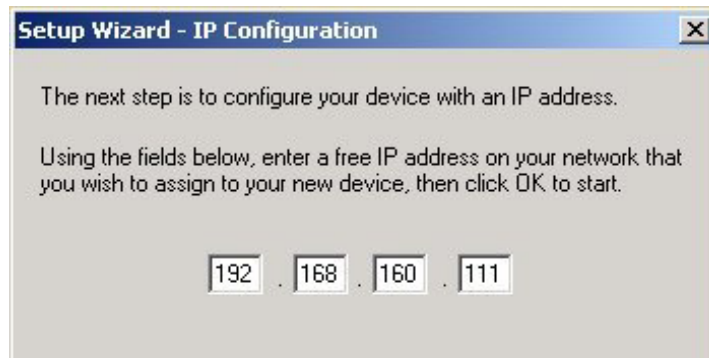 Setup Wizard - IP Configuration
The next step is to configure your device with an IP address.
Using the fields below, enter a free IP address on your network that
you wish to assign to your new device, then click OK to start.
192 . 168 . 160 . 111